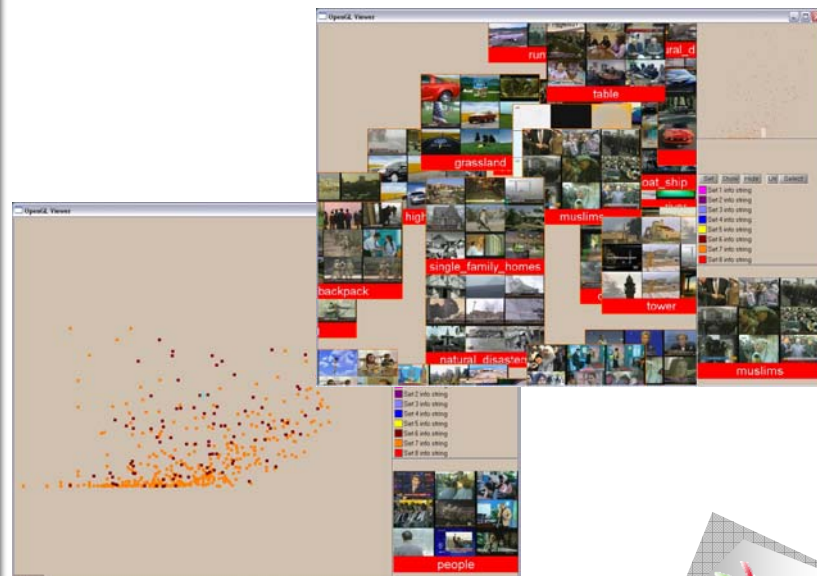 OpenGL Viewer
run
table
grassland
muslims
high
single_family_homes
backpack
tower
natural_disasters
Set Show Hide Util Select
Set 1 info string
Set 2 info string
Set 3 info string
Set 4 info string
Set 5 info string
Set 6 info string
Set 7 info string
Set 8 info string
muslims
OpenGL Viewer
Set 2 info string
Set 3 info string
Set 4 info string
Set 5 info string
Set 6 info string
Set 7 info string
Set 8 info string
people